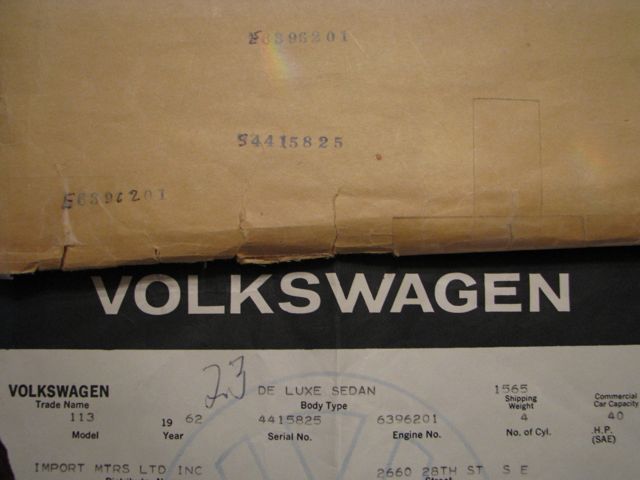 E6396201
S4415825
E6396201
VOLKSWAGEN
23
VOLKSWAGEN DE LUXE SEDAN 1565
Trade Name Body Type Shipping Weight Commercial Car Capacity
113 19 62 4415825 6396201 4 40
Model Year Serial No. Engine No. No. of Cyl. H.P. (SAE)
IMPORT MTRS LTD INC 2660 28TH ST S E